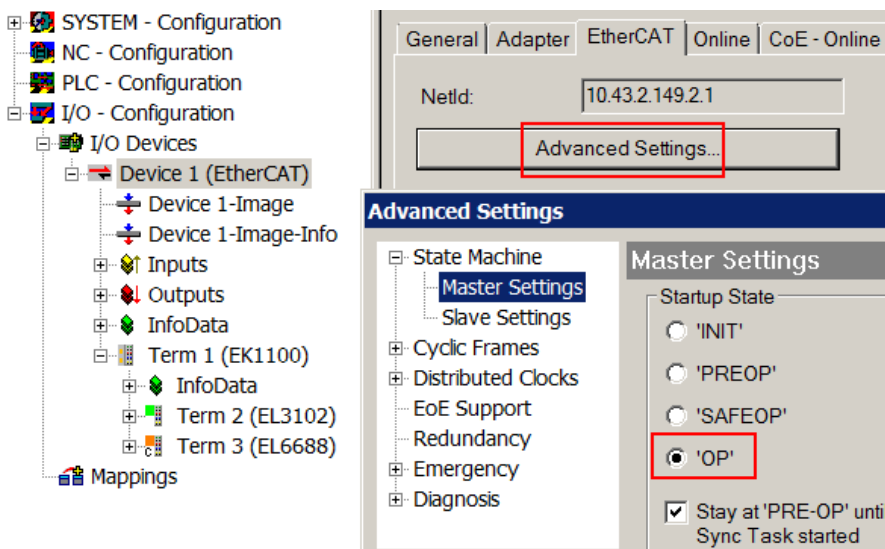 SYSTEM - Configuration
NC - Configuration
PLC - Configuration
I/O - Configuration
I/O Devices
Device 1 (EtherCAT)
Device 1-Image
Device 1-Image-Info
Inputs
Outputs
InfoData
Term 1 (EK1100)
InfoData
Term 2 (EL3102)
Term 3 (EL6688)
Mappings
General Adapter EtherCAT Online CoE - Online
NetId: 10.43.2.149.2.1
Advanced Settings...
Advanced Settings
State Machine
Master Settings
Slave Settings
Cyclic Frames
Distributed Clocks
EoE Support
Redundancy
Emergency
Diagnosis
Master Settings
Startup State
'INIT'
'PREOP'
'SAFEOP'
'OP'
Stay at 'PRE-OP' unti
Sync Task started